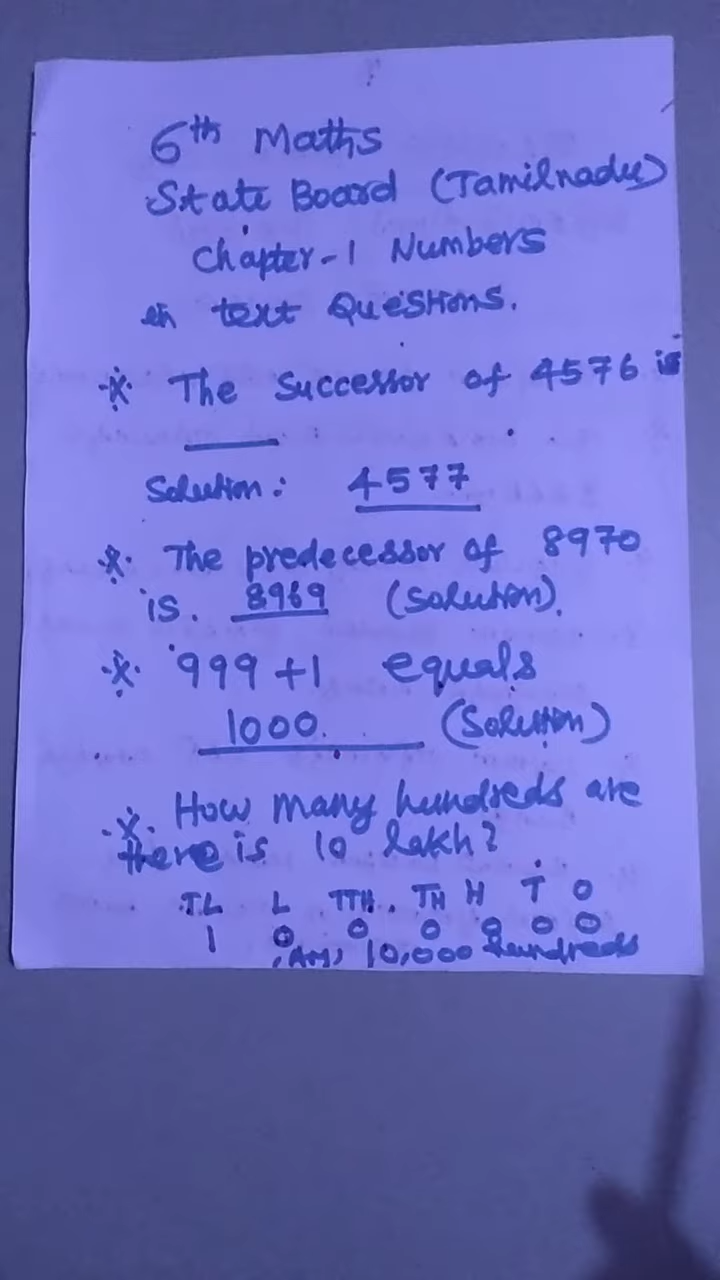 6th Maths
State Board (Tamilnadu)
Chapter-1 Numbers
in text Questions.
* The Successor of 4576 is
Solution: 4577
* The predecessor of 8970
is. 8969 (Solution).
* 999 +1 equals
1000. (Solution)
* How many hundreds are
there is 10 lakh?
TL L TTH. TH H T O
1 0 0 0 0 0 0
Ans 10,000 hundreds